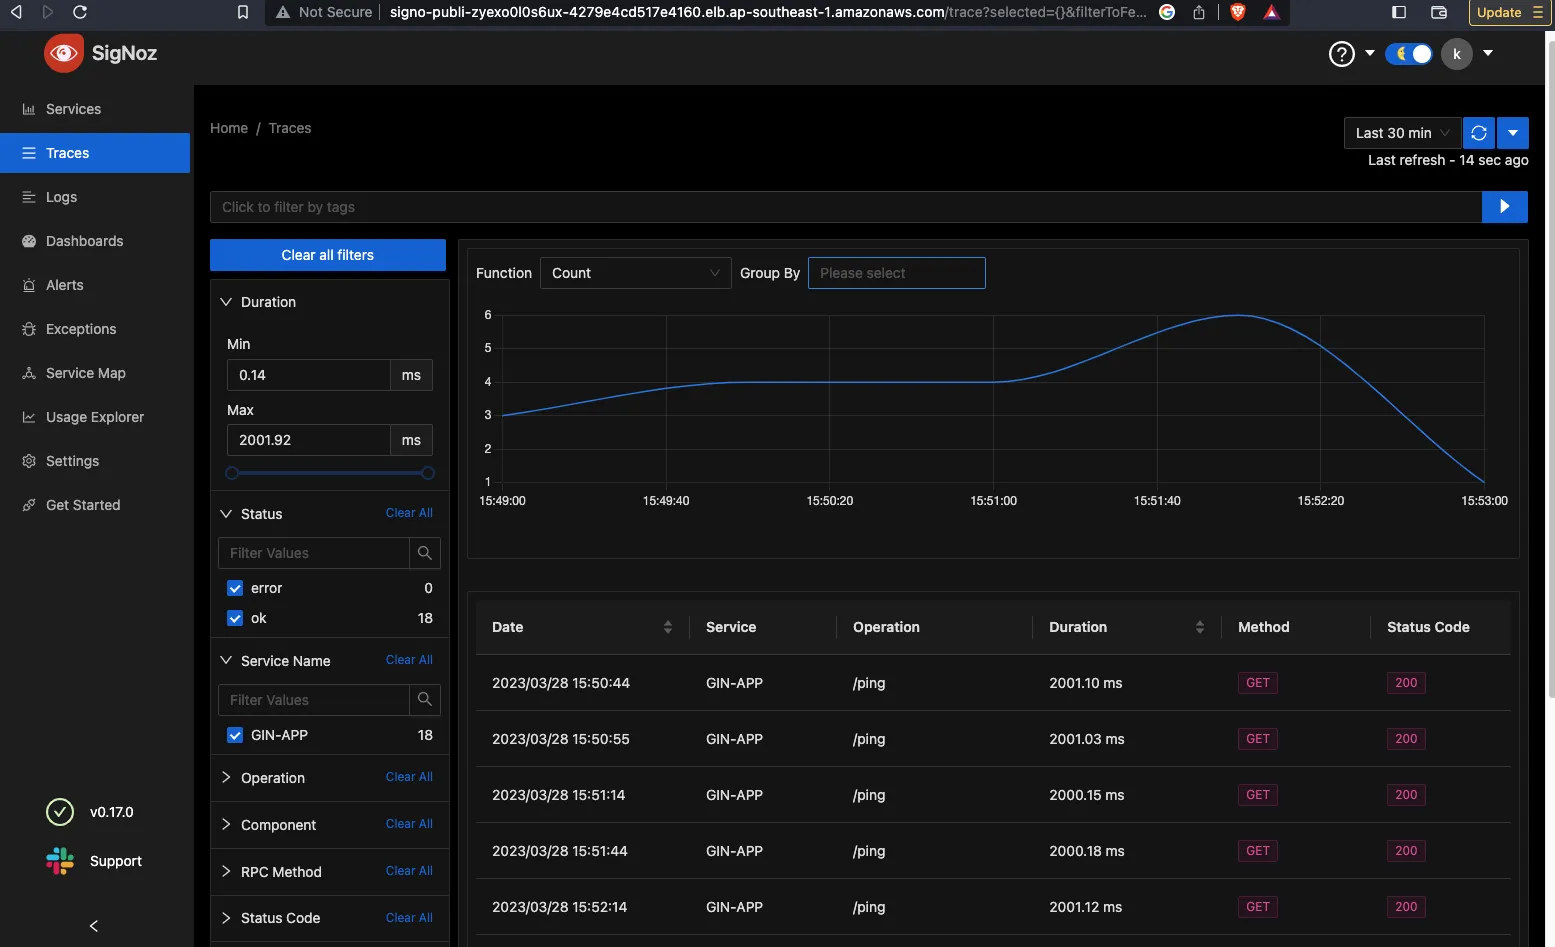 Not Secure signo-publi-zyexo0l0s6ux-4279e4cd517e4160.elb.ap-southeast-1.amazonaws.com/trace?selected={}&filterToFe... Update
SigNoz
? k
Services
Traces
Logs
Dashboards
Alerts
Exceptions
Service Map
Usage Explorer
Settings
Get Started
v0.17.0
Support
Home / Traces
Last 30 min
Last refresh - 14 sec ago
Click to filter by tags
Clear all filters
Duration
Min
0.14 ms
Max
2001.92 ms
Status Clear All
Filter Values
error 0
ok 18
Service Name Clear All
Filter Values
GIN-APP 18
Operation Clear All
Component Clear All
RPC Method Clear All
Status Code Clear All
Function Count Group By Please select
6
5
4
3
2
1
15:49:00 15:49:40 15:50:20 15:51:00 15:51:40 15:52:20 15:53:00
Date Service Operation Duration Method Status Code
2023/03/28 15:50:44 GIN-APP /ping 2001.10 ms GET 200
2023/03/28 15:50:55 GIN-APP /ping 2001.03 ms GET 200
2023/03/28 15:51:14 GIN-APP /ping 2000.15 ms GET 200
2023/03/28 15:51:44 GIN-APP /ping 2000.18 ms GET 200
2023/03/28 15:52:14 GIN-APP /ping 2001.12 ms GET 200